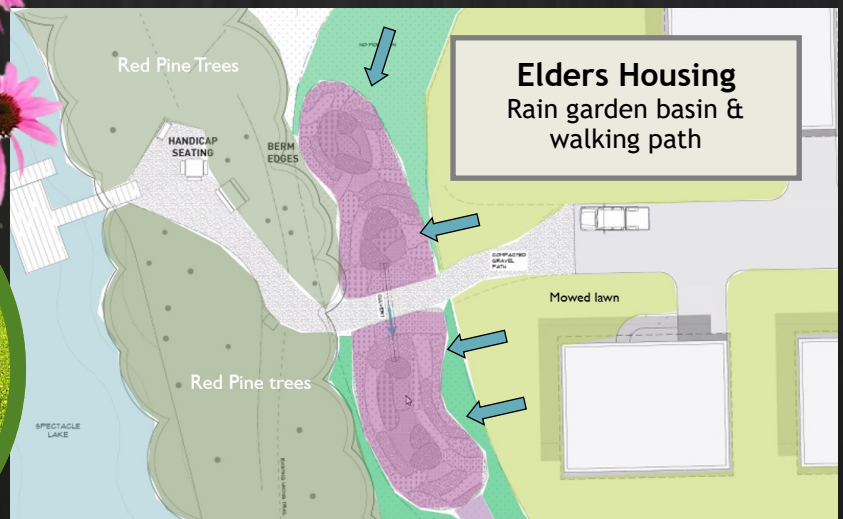 Elders Housing
Rain garden basin &
walking path
Red Pine Trees
HANDICAP
SEATING
BERM
EDGES
COMPACTED
GRAVEL
PATH
Mowed lawn
CULVERT
Red Pine trees
SPECTACLE
LAKE